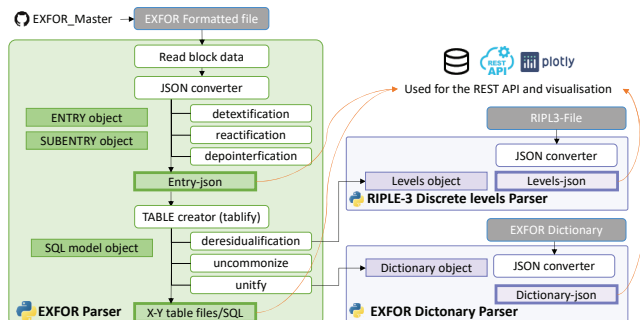 EXFOR_Master
EXFOR Formatted file
Read block data
JSON converter
detextification
ENTRY object
reactification
SUBENTRY object
depointerfication
Entry-json
TABLE creator (tablify)
SQL model object
deresidualification
uncommonize
unitfy
EXFOR Parser
X-Y table files/SQL
REST
API
plotly
Used for the REST API and visualisation
RIPL3-File
JSON converter
Levels object
Levels-json
RIPLE-3 Discrete levels Parser
EXFOR Dictionary
Dictionary object
JSON converter
Dictionary-json
EXFOR Dictonary Parser